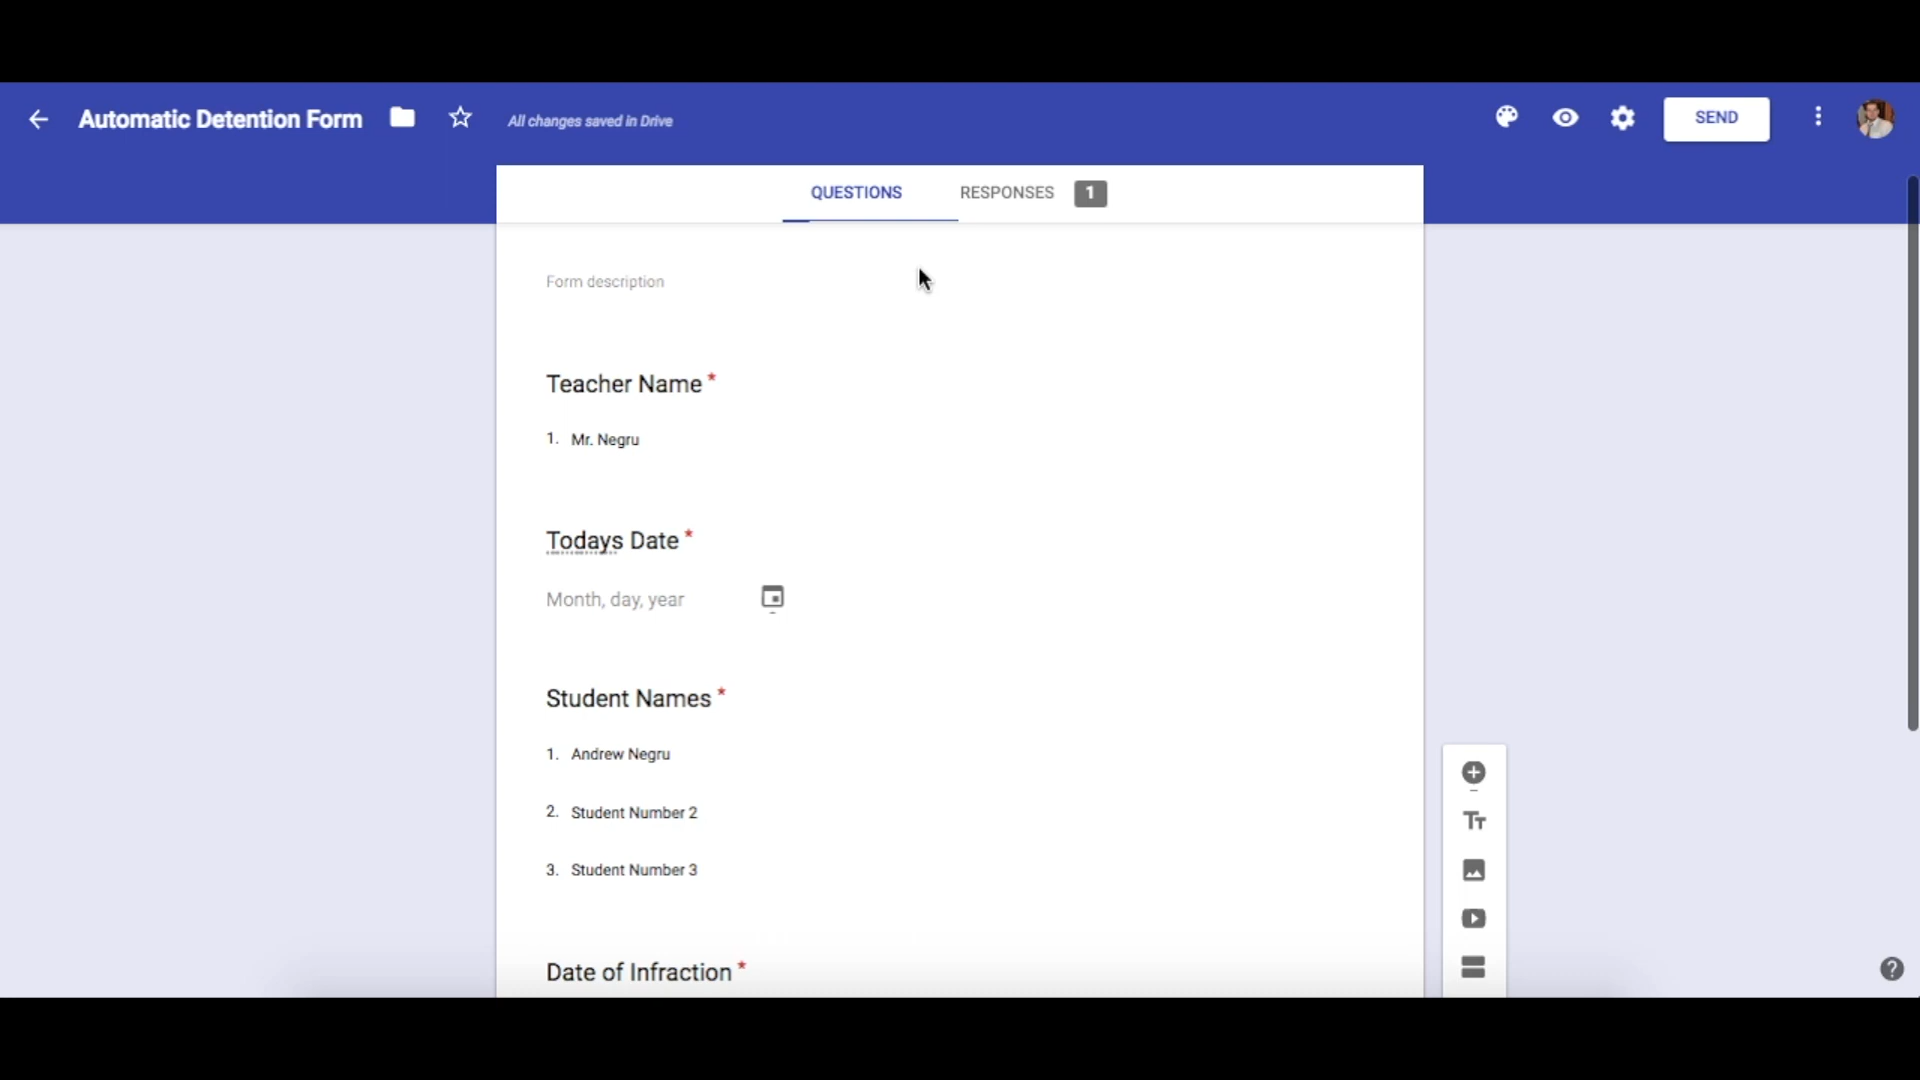 Automatic Detention Form
All changes saved in Drive
SEND
QUESTIONS
RESPONSES 1
Form description
Teacher Name *
1. Mr. Negru
Todays Date *
Month, day, year
Student Names *
1. Andrew Negru
2. Student Number 2
3. Student Number 3
Date of Infraction *